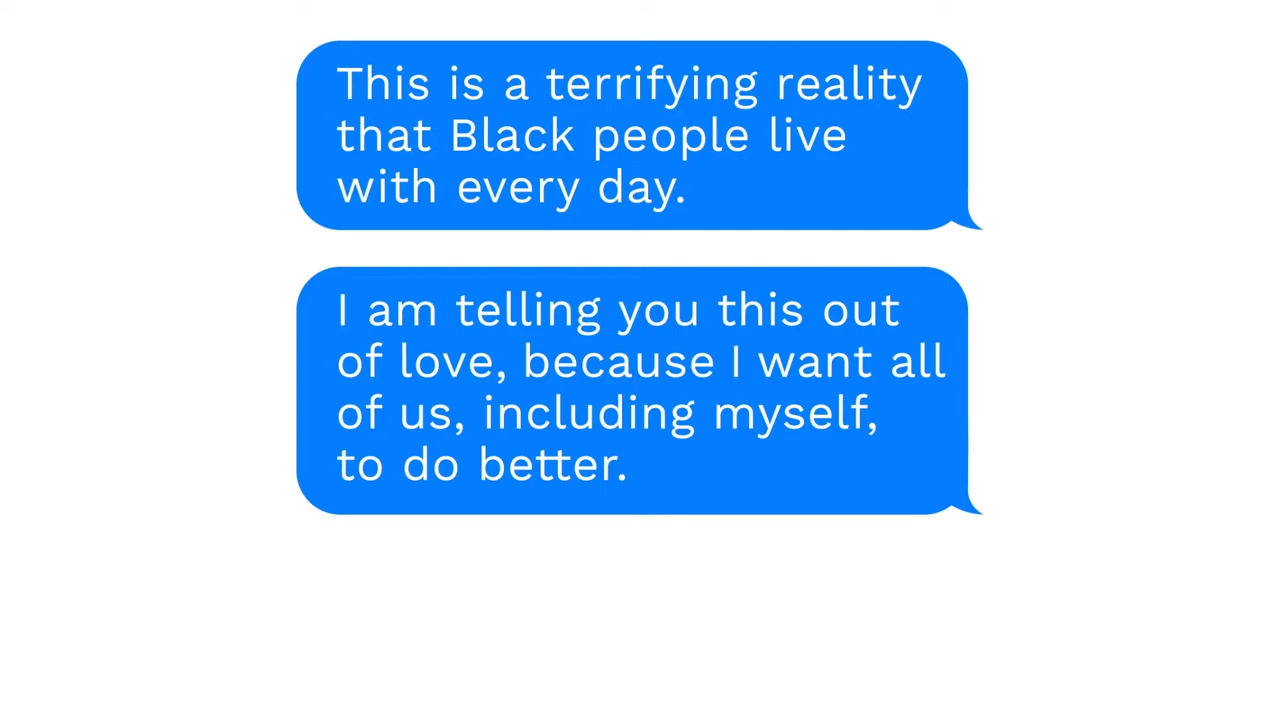 This is a terrifying reality
that Black people live
with every day.
I am telling you this out
of love, because I want all
of us, including myself,
to do better.